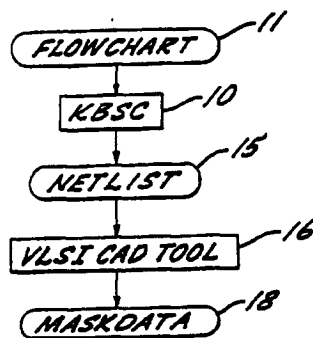 FLOWCHART 11
KBSC 10
NETLIST 15
VLSI CAD TOOL 16
MASKDATA 18